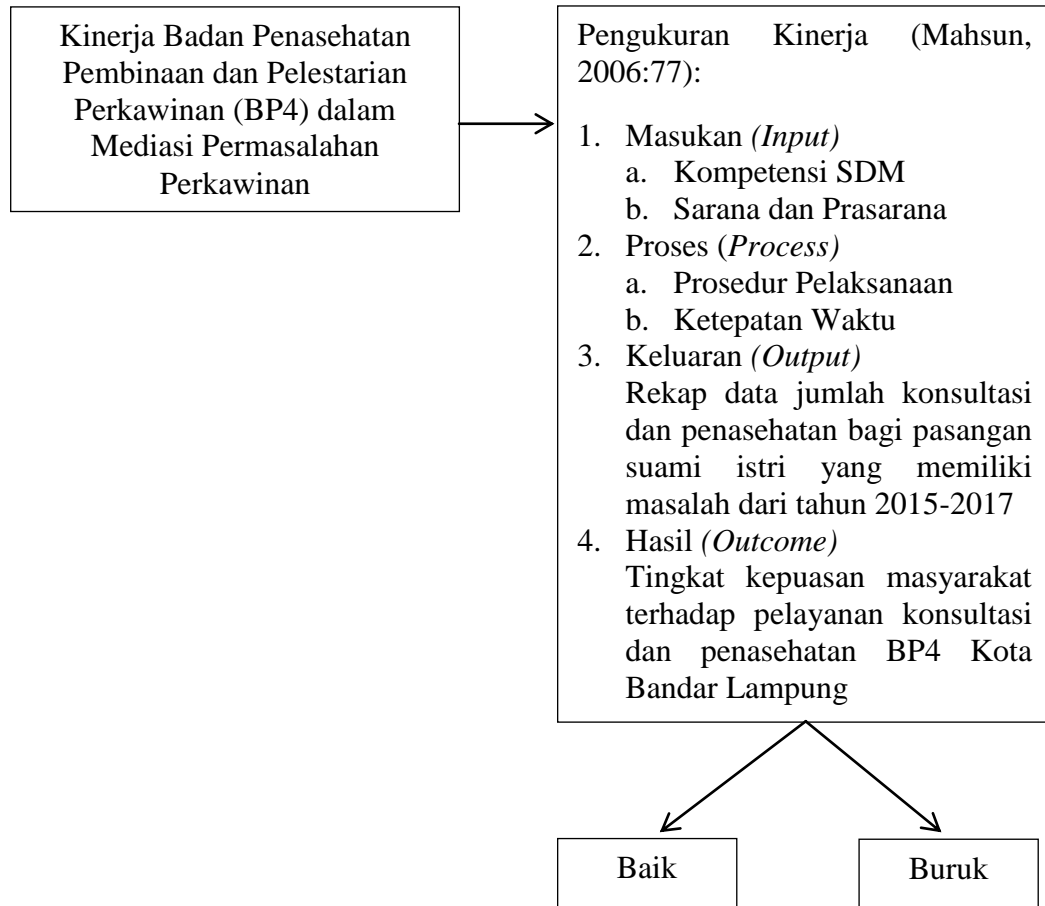 Kinerja Badan Penasehatan
Pembinaan dan Pelestarian
Perkawinan (BP4) dalam
Mediasi Permasalahan
Perkawinan
Pengukuran Kinerja (Mahsun,
2006:77):
1. Masukan (Input)
a. Kompetensi SDM
b. Sarana dan Prasarana
2. Proses (Process)
a. Prosedur Pelaksanaan
b. Ketepatan Waktu
3. Keluaran (Output)
Rekap data jumlah konsultasi
dan penasehatan bagi pasangan
suami istri yang memiliki
masalah dari tahun 2015-2017
4. Hasil (Outcome)
Tingkat kepuasan masyarakat
terhadap pelayanan konsultasi
dan penasehatan BP4 Kota
Bandar Lampung
Baik
Buruk